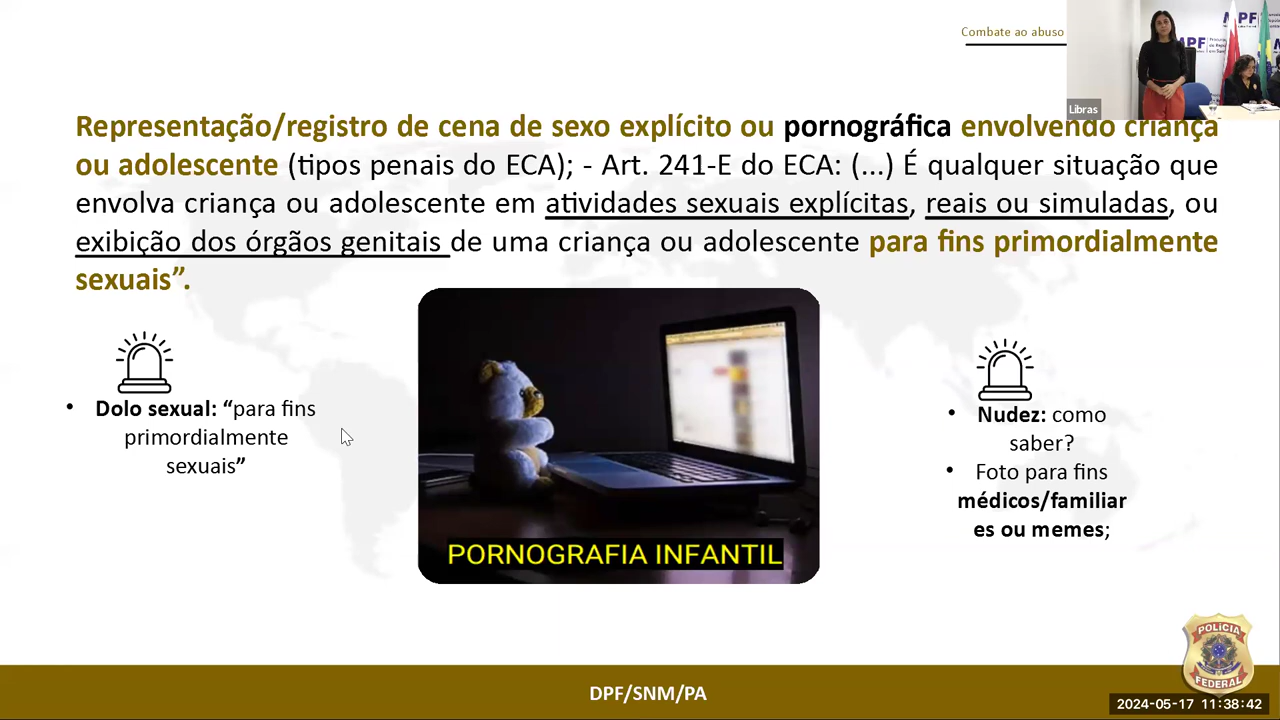 Combate ao abuso
MPF
MPF
Libras
Representação/registro de cena de sexo explícito ou pornográfica envolvendo criança
ou adolescente (tipos penais do ECA); - Art. 241-E do ECA: (...) É qualquer situação que
envolva criança ou adolescente em atividades sexuais explícitas, reais ou simuladas, ou
exibição dos órgãos genitais de uma criança ou adolescente para fins primordialmente
sexuais”.
• Dolo sexual: “para fins
primordialmente
sexuais”
PORNOGRAFIA INFANTIL
• Nudez: como
saber?
• Foto para fins
médicos/familiar
es ou memes;
POLÍCIA
FEDERAL
DPF/SNM/PA
2024-05-17 11:38:42